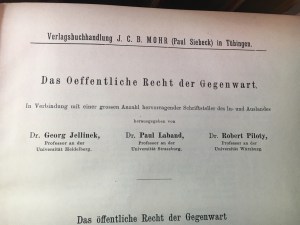 Verlagsbuchhandlung J. C. B. MOHR (Paul Siebeck) in Tübingen.
Das Oeffentliche Recht der Gegenwart.
In Verbindung mit einer grossen Anzahl hervorragender Schriftsteller des In- und Auslandes
herausgegeben von
Dr. Georg Jellinek, Dr. Paul Laband, Dr. Robert Piloty,
Professor an der Professor an der Professor an der
Universität Heidelberg. Universität Strassburg. Universität Würzburg
Das öffentliche Recht der Gegenwart